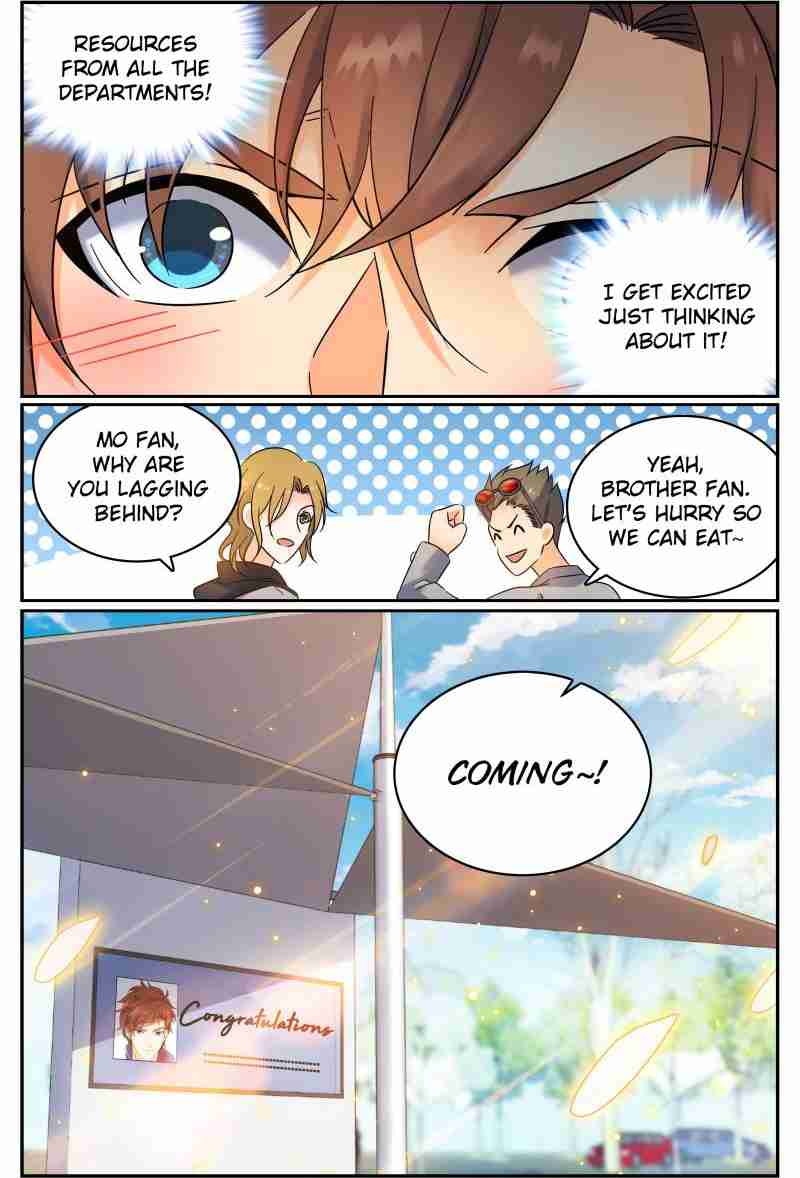 RESOURCES
FROM ALL THE
DEPARTMENTS!
I GET EXCITED
JUST THINKING
ABOUT IT!
MO FAN,
WHY ARE
YOU LAGGING
BEHIND?
YEAH,
BROTHER FAN.
LET'S HURRY SO
WE CAN EAT~
COMING~!
Congratulations